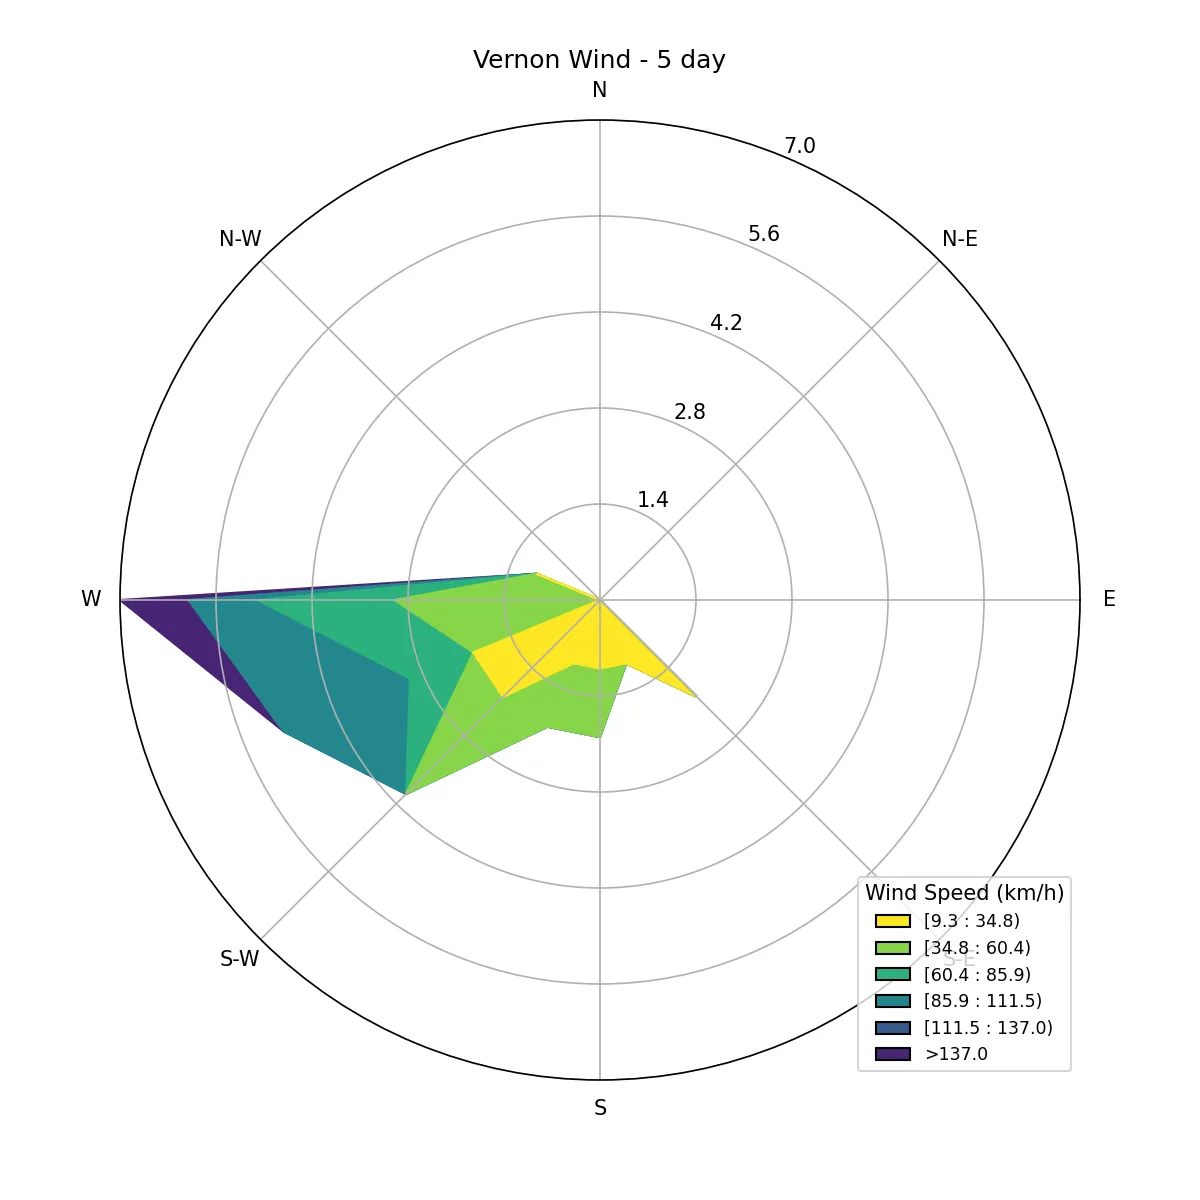 Vernon Wind - 5 day
N
7.0
N-W
5.6
N-E
4.2
2.8
1.4
W
E
Wind Speed (km/h)
[9.3 : 34.8)
[34.8 : 60.4)
S-W
S-E
[60.4 : 85.9)
[85.9 : 111.5)
[111.5 : 137.0)
>137.0
S